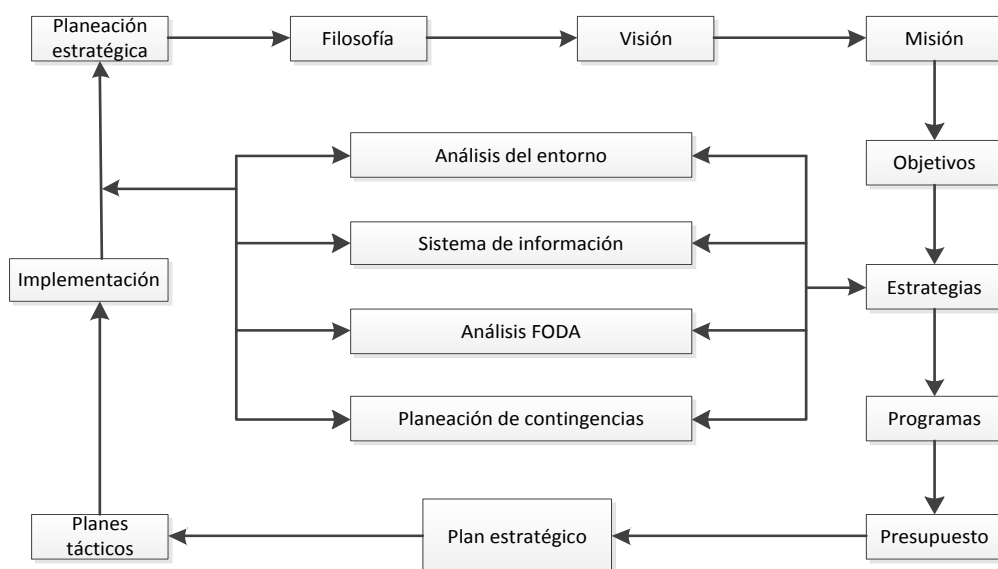 Planeación
estratégica
Filosofía
Visión
Misión
Análisis del entorno
Objetivos
Sistema de información
Implementación
Estrategias
Análisis FODA
Planeación de contingencias
Programas
Planes
tácticos
Plan estratégico
Presupuesto